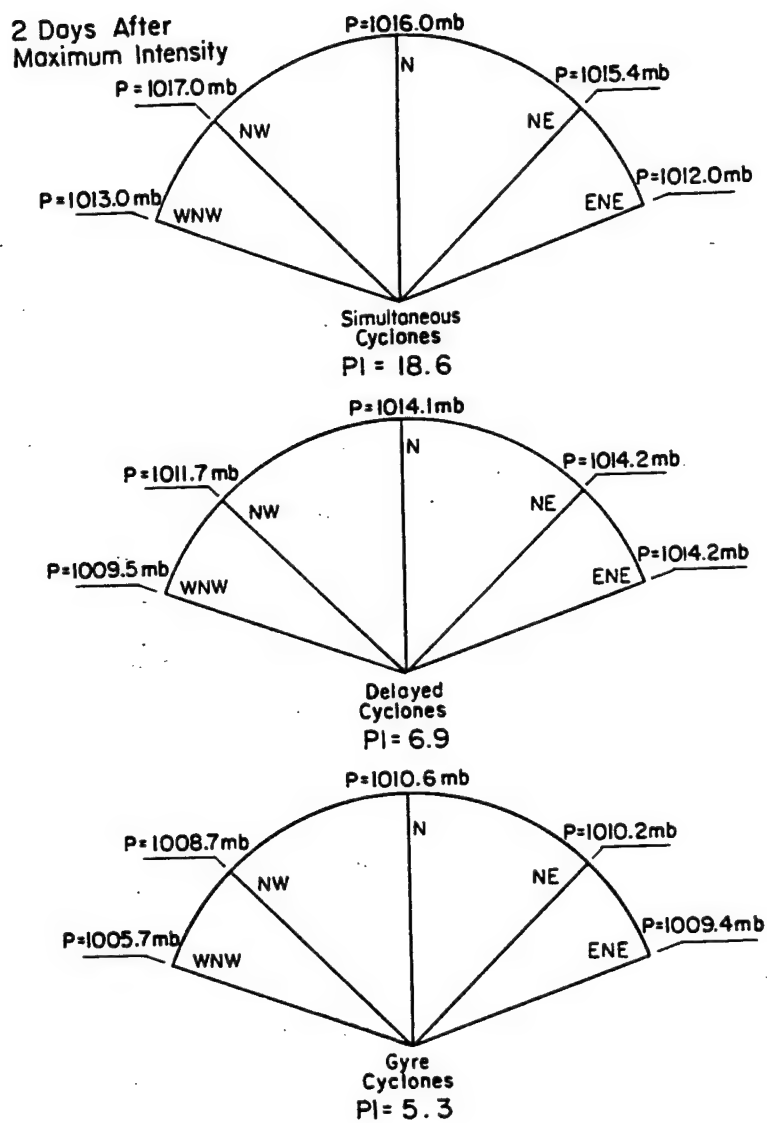 2 Days After
Maximum Intensity
P=1016.0mb
P=1017.0mb
P=1015.4mb
N
NW
NE
P=1013.0mb
P=1012.0mb
WNW
ENE
Simultaneous
Cyclones
PI = 18.6
P=1014.1mb
N
P=1011.7mb
P=1014.2mb
NW
NE
P=1009.5mb
P=1014.2mb
WNW
ENE
Delayed
Cyclones
PI=6.9
P=1010.6mb
N
P=1008.7mb
P=1010.2mb
NW
NE
P=1005.7mb
P=1009.4mb
WNW
ENE
Gyre
Cyclones
PI=5.3